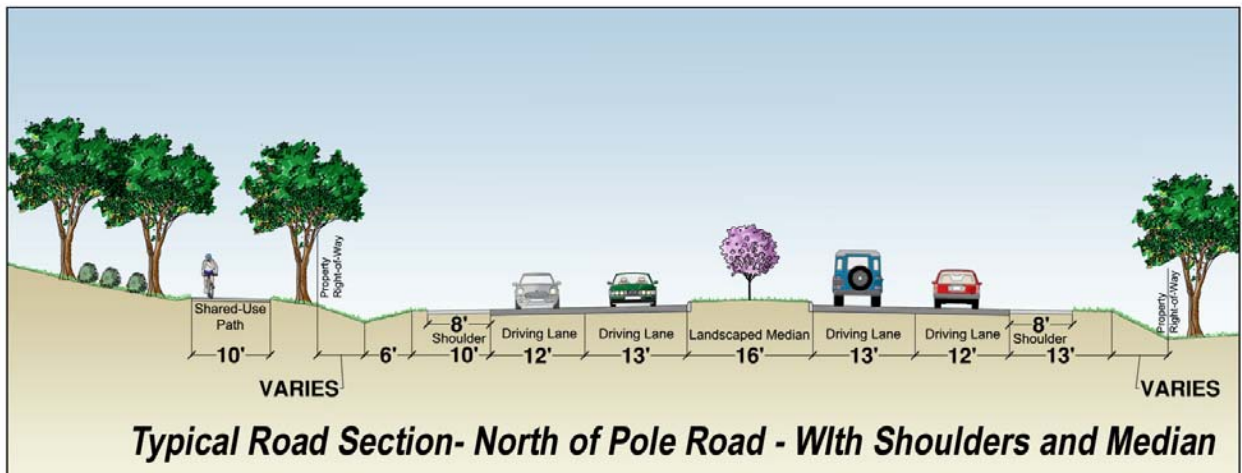 Property
Right-of-Way
Property
Right-of-Way
Shared-Use
Path
10'
VARIES
6'
8'
Shoulder
10'
Driving Lane
12'
Driving Lane
13'
Landscaped Median
16'
Driving Lane
13'
Driving Lane
12'
8'
Shoulder
13'
VARIES
Typical Road Section- North of Pole Road - WIth Shoulders and Median